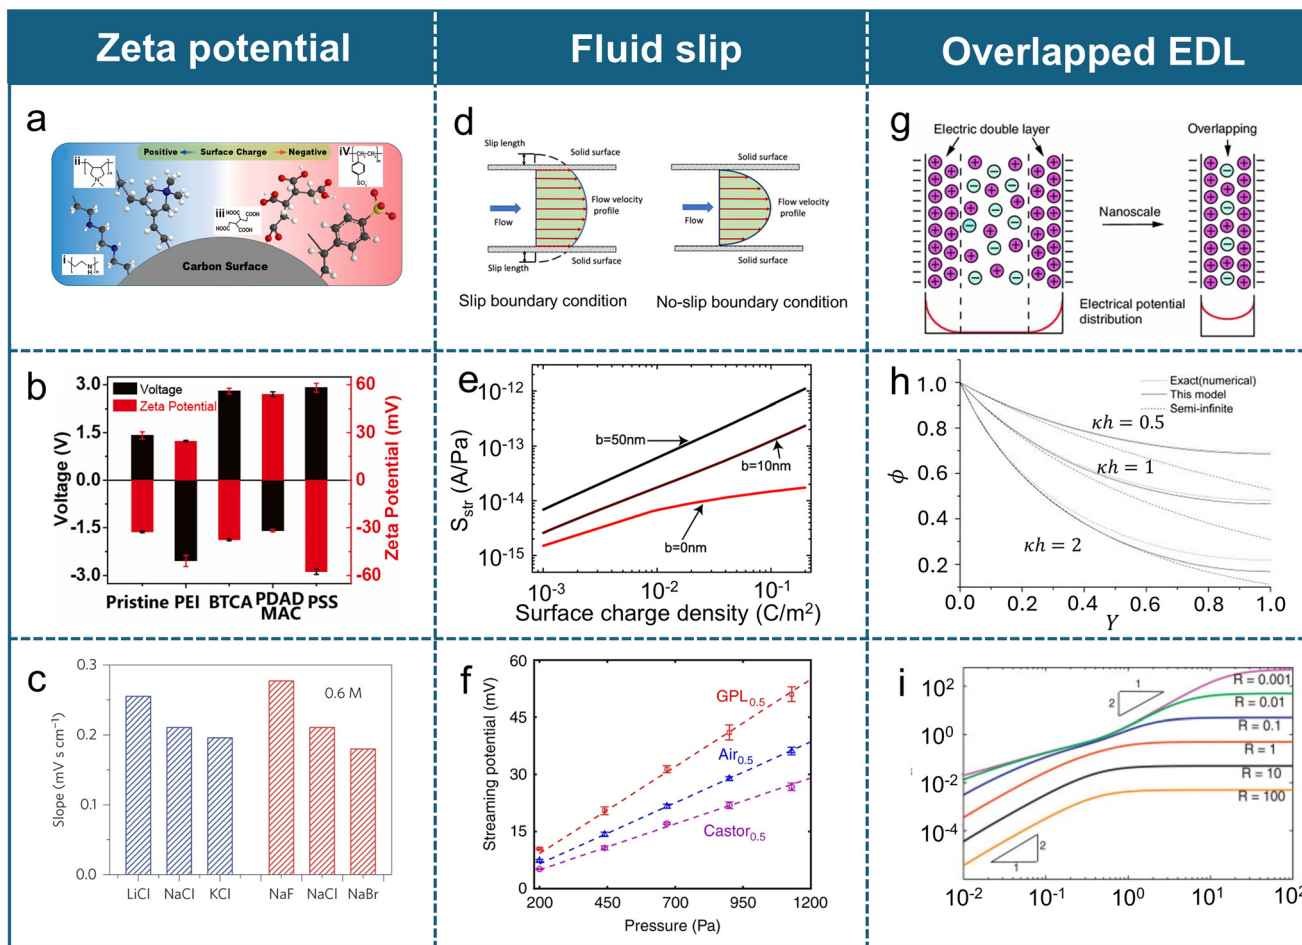 Zeta potential
Fluid slip
Overlapped EDL
a
Positive
Surface Charge
Negative
ii
iV
iii
HOOC COOH
HOOC COOH
SO₃⁻
i
N
H
n
Carbon Surface
d
Slip length
Solid surface
Solid surface
Flow
Flow velocity
profile
Flow
Flow velocity
profile
Slip length
Solid surface
Solid surface
Slip boundary condition
No-slip boundary condition
g
Electric double layer
Overlapping
Nanoscale
Electrical potential
distribution
b
Voltage
Zeta Potential
3.0
1.5
0.0
-1.5
-3.0
Voltage (V)
60
30
0
-30
-60
Zeta Potential (mV)
Pristine PEI BTCA PDAD MAC PSS
e
10⁻¹²
10⁻¹³
10⁻¹⁴
10⁻¹⁵
S_str (A/Pa)
b=50nm
b=10nm
b=0nm
10⁻³ 10⁻² 10⁻¹
Surface charge density (C/m²)
h
1.0
0.8
0.6
0.4
0.2
ϕ
Exact(numerical)
This model
Semi-infinite
κh = 0.5
κh = 1
κh = 2
0.0 0.2 0.4 0.6 0.8 1.0
Y
c
0.3
0.2
0.1
0.0
Slope (mV s cm⁻¹)
0.6 M
LiCl NaCl KCl NaF NaCl NaBr
f
60
45
30
15
0
Streaming potential (mV)
GPL₀.₅
Air₀.₅
Castor₀.₅
200 450 700 950 1200
Pressure (Pa)
i
10²
10⁰
10⁻²
10⁻⁴
1
2
R = 0.001
R = 0.01
R = 0.1
R = 1
R = 10
R = 100
2
1
10⁻² 10⁻¹ 10⁰ 10¹ 10²